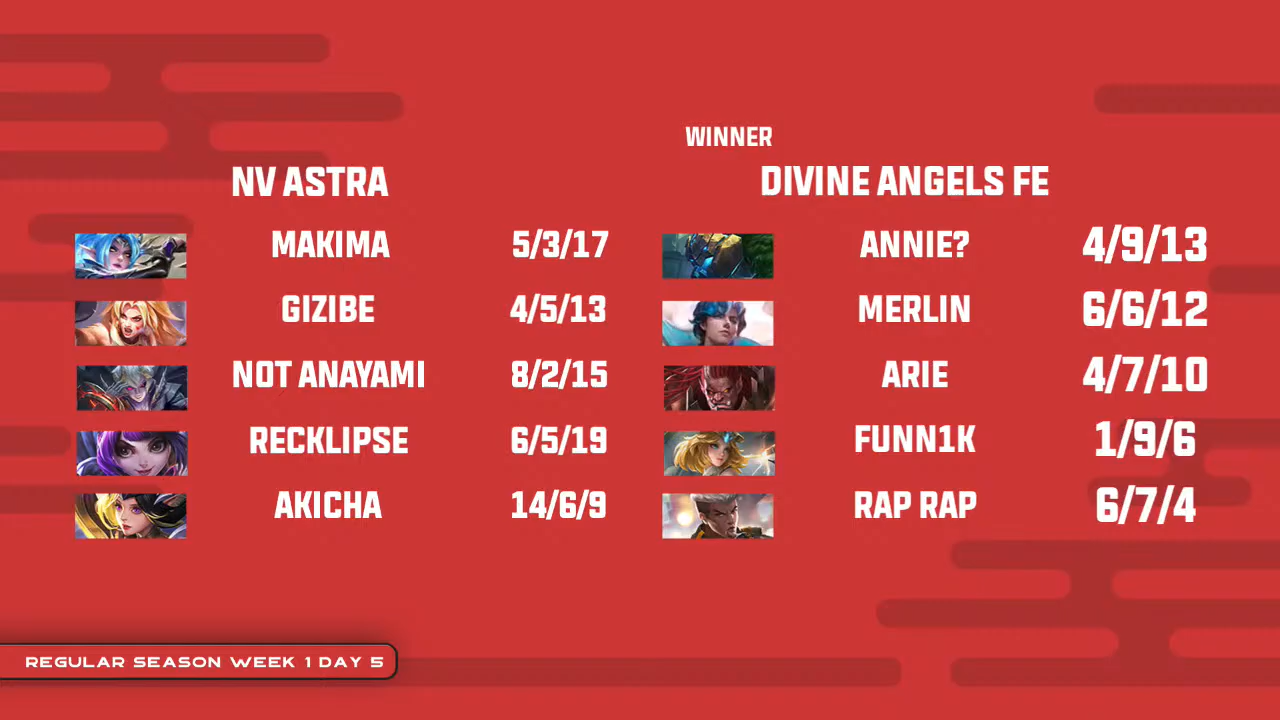 WINNER
NV ASTRA DIVINE ANGELS FE
MAKIMA 5/3/17 ANNIE? 4/9/13
GIZIBE 4/5/13 MERLIN 6/6/12
NOT ANAYAMI 8/2/15 ARIE 4/7/10
RECKLIPSE 6/5/19 FUNN1K 1/9/6
AKICHA 14/6/9 RAP RAP 6/7/4
REGULAR SEASON WEEK 1 DAY 5